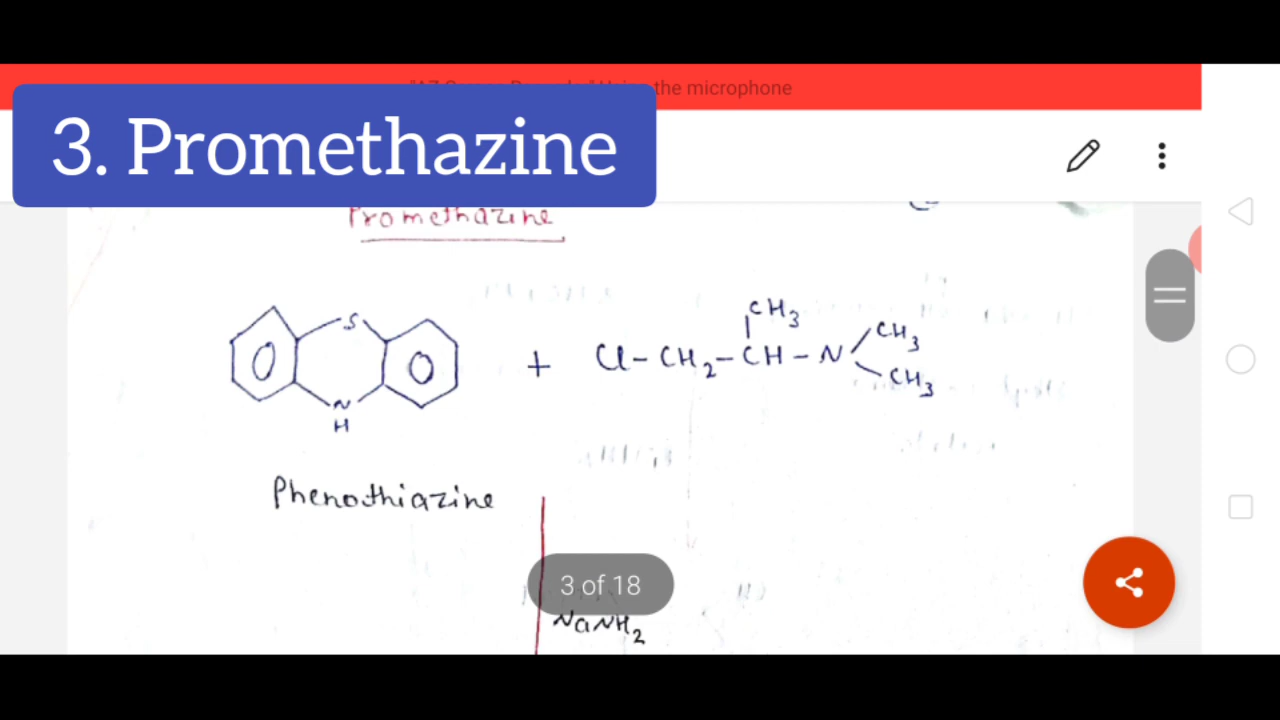 the microphone
3. Promethazine
Promethazine
S
N
H
+ Cl-CH2-CH-N
CH3
CH3
CH3
Phenothiazine
3 of 18
NaNH2